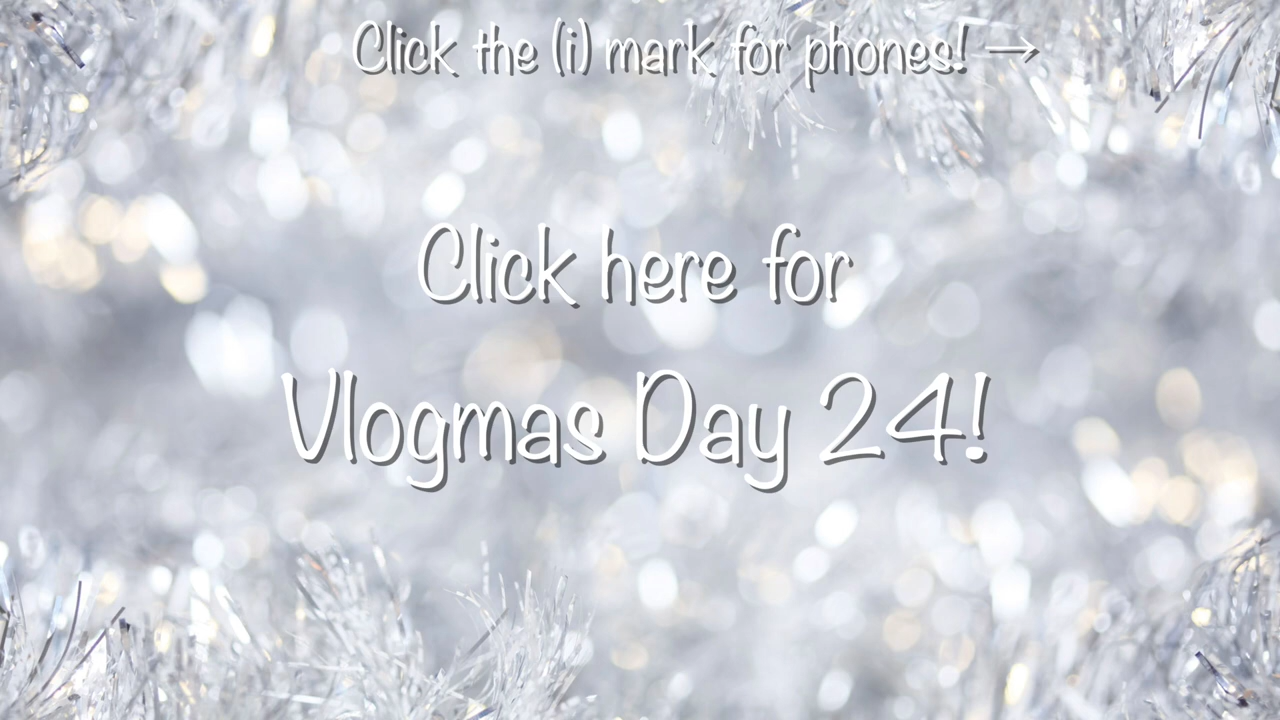 Click the (i) mark for phones! →
Click here for
Vlogmas Day 24!